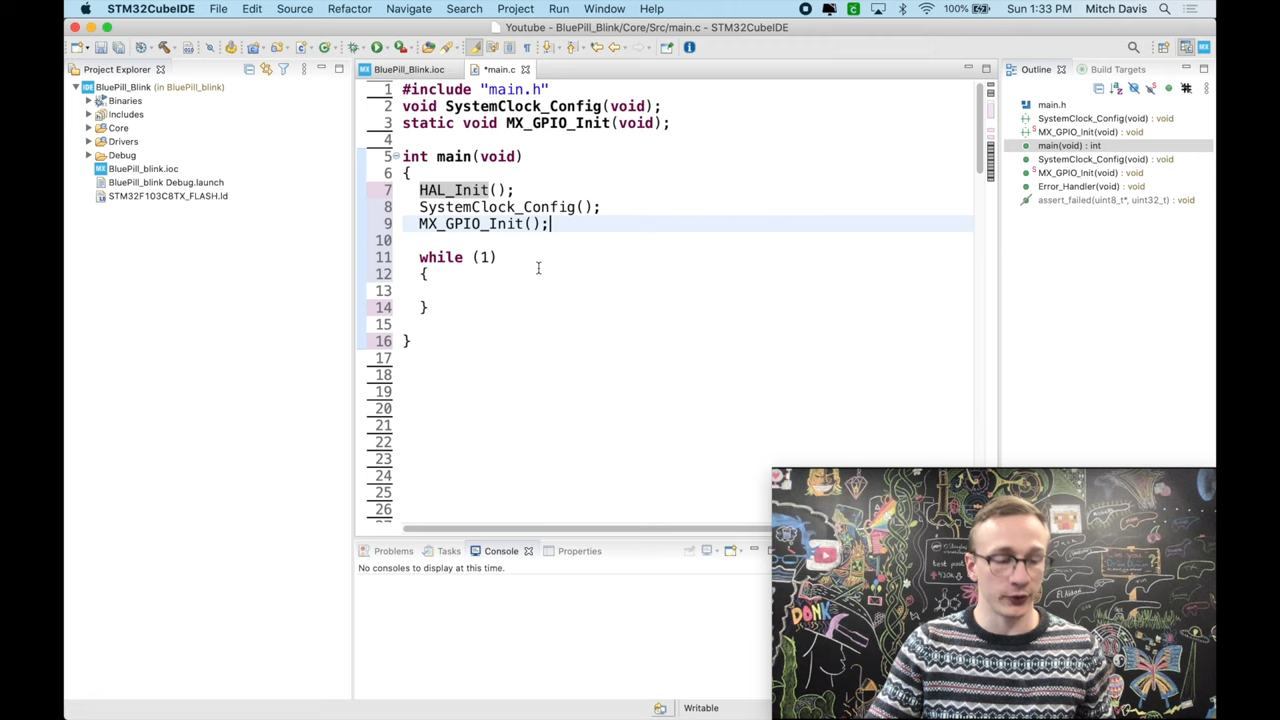 STM32CubeIDE File Edit Source Refactor Navigate Search Project Run Window Help 100% Sun 1:33 PM Mitch Davis
Youtube - BluePill_Blink/Core/Src/main.c - STM32CubeIDE
Project Explorer
BluePill_Blink (in BluePill_blink)
Binaries
Includes
Core
Drivers
Debug
BluePill_blink.ioc
BluePill_blink Debug.launch
STM32F103C8TX_FLASH.ld
BluePill_Blink.ioc *main.c
1 #include "main.h"
2 void SystemClock_Config(void);
3 static void MX_GPIO_Init(void);
4
5 int main(void)
6 {
7 HAL_Init();
8 SystemClock_Config();
9 MX_GPIO_Init();
10
11 while (1)
12 {
13
14 }
15
16 }
17
18
19
20
21
22
23
24
25
26
Outline Build Targets
main.h
SystemClock_Config(void) : void
MX_GPIO_Init(void) : void
main(void) : int
SystemClock_Config(void) : void
MX_GPIO_Init(void) : void
Error_Handler(void) : void
assert_failed(uint8_t*, uint32_t) : void
Problems Tasks Console Properties
No consoles to display at this time.
Writable
DONK